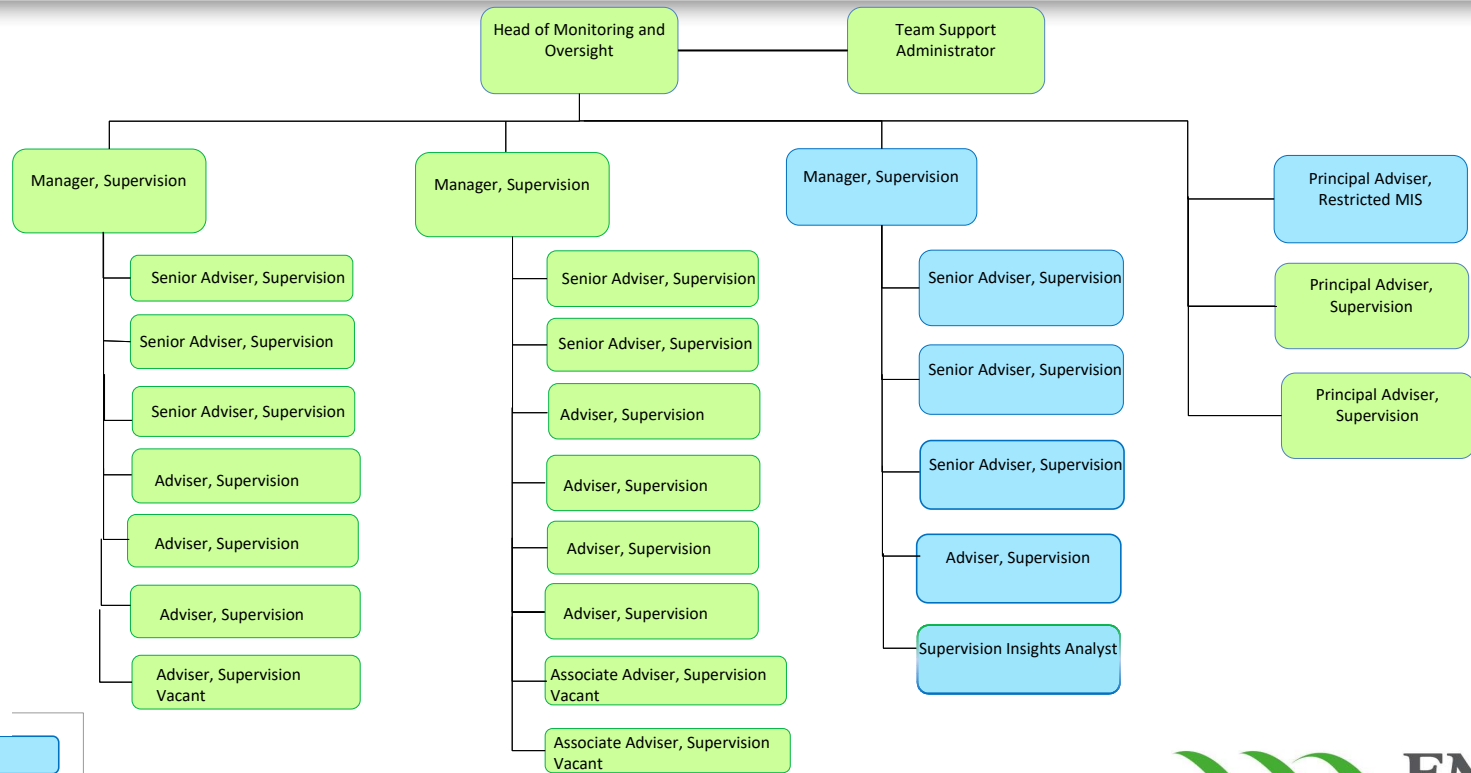 Head of Monitoring and
Oversight
Team Support
Administrator
Manager, Supervision
Senior Adviser, Supervision
Senior Adviser, Supervision
Senior Adviser, Supervision
Adviser, Supervision
Adviser, Supervision
Adviser, Supervision
Adviser, Supervision
Vacant
Manager, Supervision
Senior Adviser, Supervision
Senior Adviser, Supervision
Adviser, Supervision
Adviser, Supervision
Adviser, Supervision
Adviser, Supervision
Associate Adviser, Supervision
Vacant
Associate Adviser, Supervision
Vacant
Manager, Supervision
Senior Adviser, Supervision
Senior Adviser, Supervision
Senior Adviser, Supervision
Adviser, Supervision
Supervision Insights Analyst
Principal Adviser,
Restricted MIS
Principal Adviser,
Supervision
Principal Adviser,
Supervision